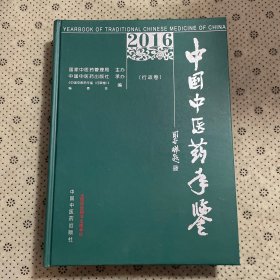 YEARBOOK OF TRADITIONAL CHINESE MEDICINE OF CHINA
2016
中国中医药年鉴
(行政卷)
国家中医药管理局 主办
中国中医药出版社 承办
编
中国中医药出版社